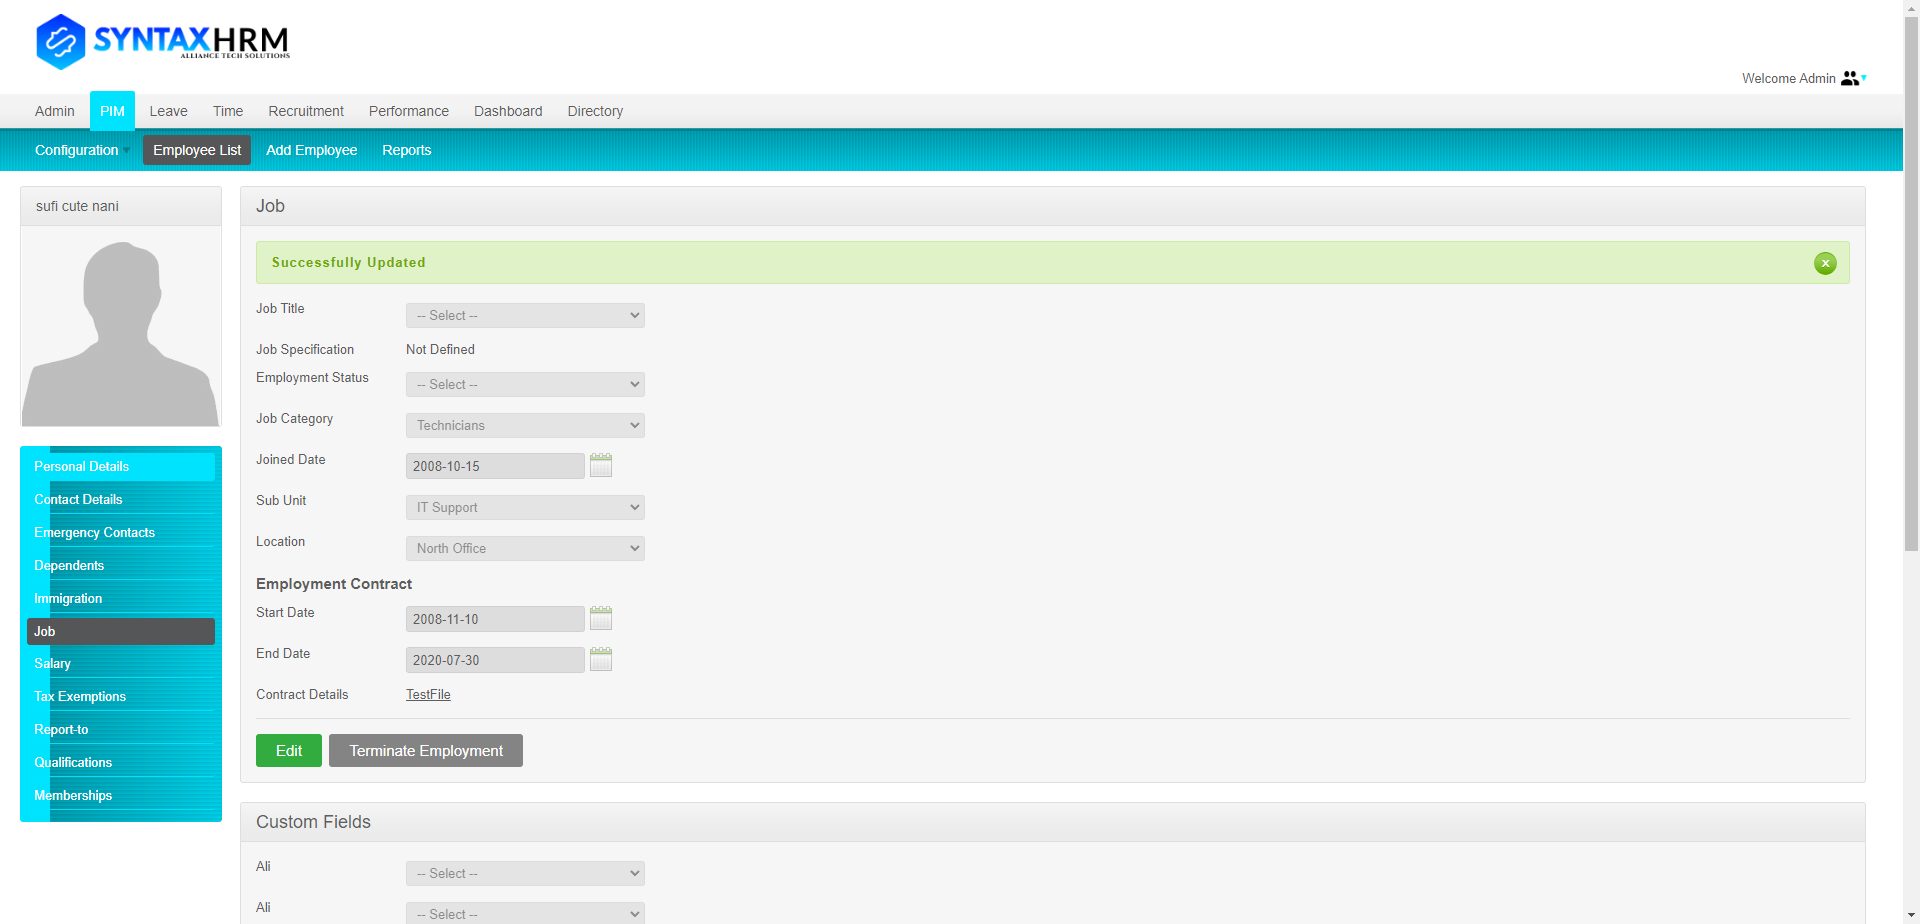 SYNTAXHRM
ALLIANCE TECH SOLUTIONS
Welcome Admin
Admin PIM Leave Time Recruitment Performance Dashboard Directory
Configuration Employee List Add Employee Reports
sufi cute nani
Personal Details
Contact Details
Emergency Contacts
Dependents
Immigration
Job
Salary
Tax Exemptions
Report-to
Qualifications
Memberships
Job
Successfully Updated
x
Job Title -- Select --
Job Specification Not Defined
Employment Status -- Select --
Job Category Technicians
Joined Date 2008-10-15
Sub Unit IT Support
Location North Office
Employment Contract
Start Date 2008-11-10
End Date 2020-07-30
Contract Details TestFile
Edit Terminate Employment
Custom Fields
Ali -- Select --
Ali -- Select --